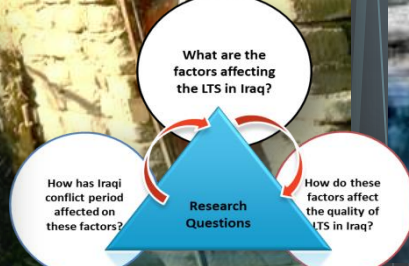 What are the
factors affecting
the LTS in Iraq?
How has Iraqi
conflict period
affected on
these factors?
Research
Questions
How do these
factors affect
the quality of
LTS in Iraq?